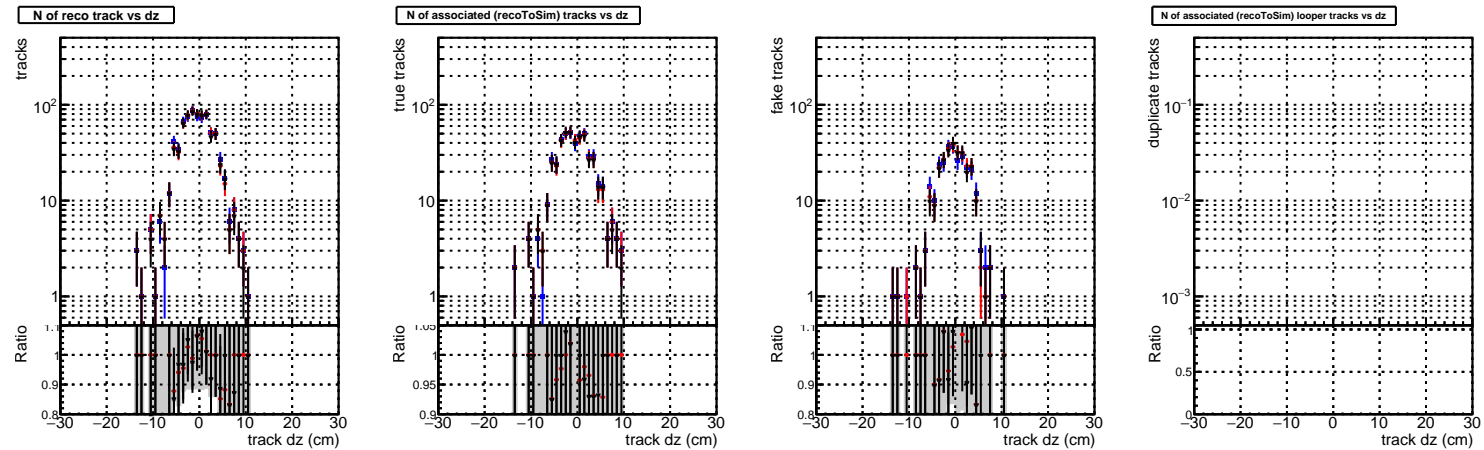 N of reco track vs dz
tracks
10²
10
1
Ratio
1.1
1
0.9
0.8
−30 −20 −10 0 10 20 30
track dz (cm)
N of associated (recoToSim) tracks vs dz
true tracks
10²
10
1
Ratio
1.05
1
0.95
0.9
−30 −20 −10 0 10 20 30
track dz (cm)
fake tracks
10²
10
1
Ratio
1.1
1
0.9
0.8
−30 −20 −10 0 10 20 30
track dz (cm)
N of associated (recoToSim) looper tracks vs dz
duplicate tracks
10⁻¹
10⁻²
10⁻³
Ratio
1
0.5
0
−30 −20 −10 0 10 20 30
track dz (cm)